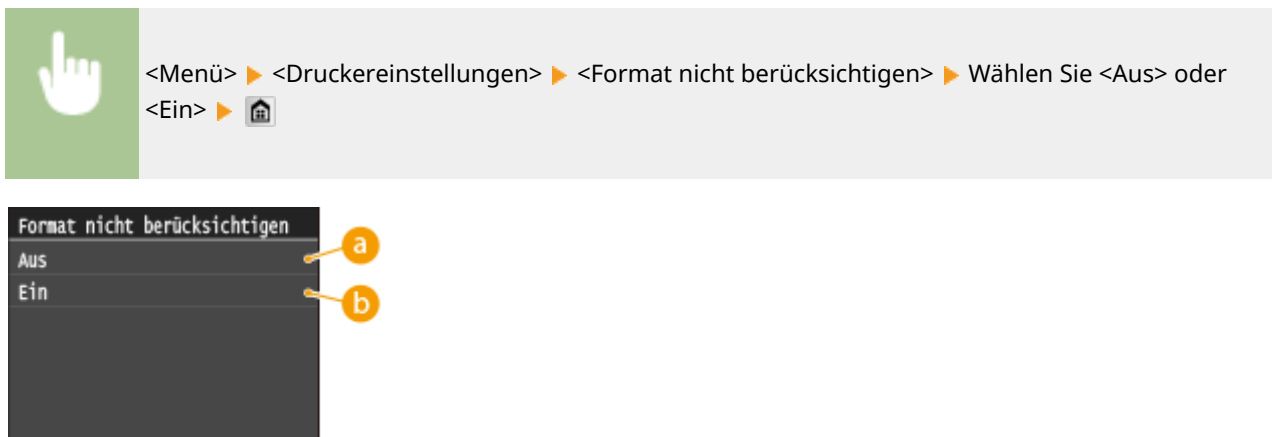 <Menü> ▶ <Druckereinstellungen> ▶ <Format nicht berücksichtigen> ▶ Wählen Sie <Aus> oder
<Ein> ▶
Format nicht berücksichtigen
Aus
a
Ein
b